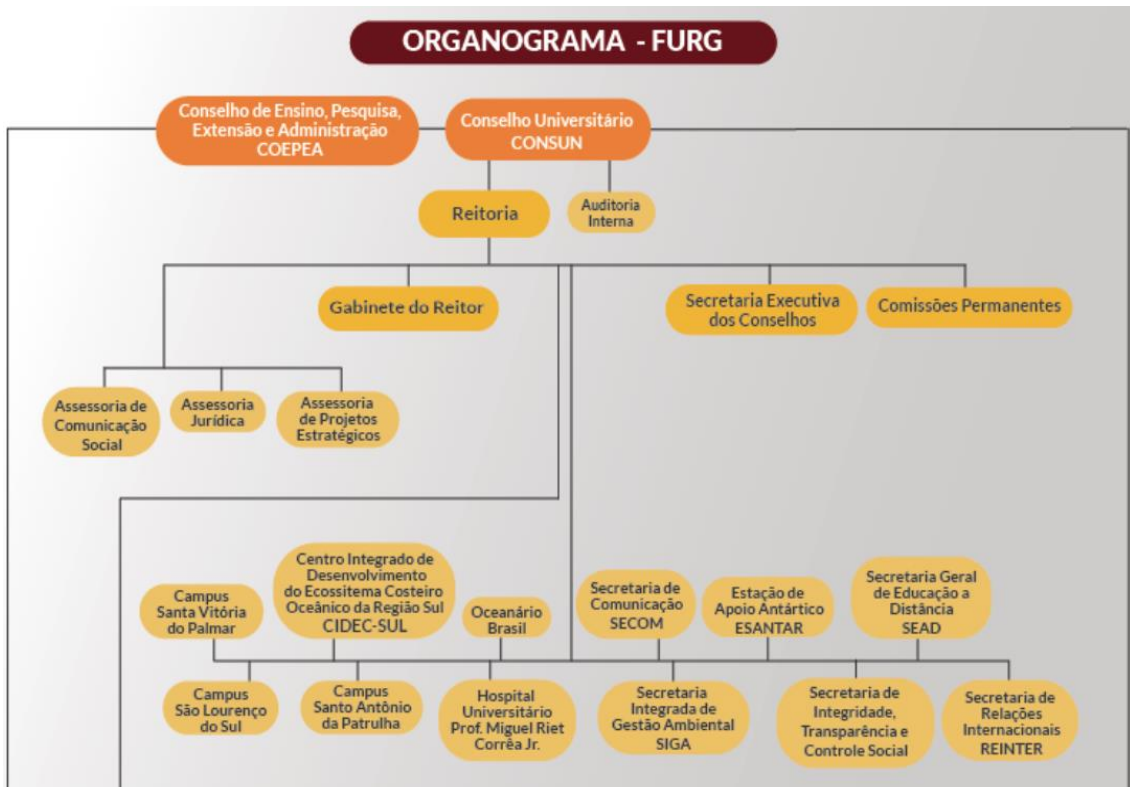 ORGANOGRAMA - FURG
Conselho de Ensino, Pesquisa,
Extensão e Administração
COEPEA
Conselho Universitário
CONSUN
Reitoria
Auditoria
Interna
Gabinete do Reitor
Secretaria Executiva
dos Conselhos
Comissões Permanentes
Assessoria de
Comunicação
Social
Assessoria
Jurídica
Assessoria
de Projetos
Estratégicos
Campus
Santa Vitória
do Palmar
Centro Integrado de
Desenvolvimento
do Ecossitema Costeiro
Oceânico da Região Sul
CIDEC-SUL
Oceanário
Brasil
Secretaria de
Comunicação
SECOM
Estação de
Apoio Antártico
ESANTAR
Secretaria Geral
de Educação a
Distância
SEAD
Campus
São Lourenço
do Sul
Campus
Santo Antônio
da Patrulha
Hospital
Universitário
Prof. Miguel Riet
Corrêa Jr.
Secretaria
Integrada de
Gestão Ambiental
SIGA
Secretaria de
Integridade,
Transparência e
Controle Social
Secretaria de
Relações
Internacionais
REINTER